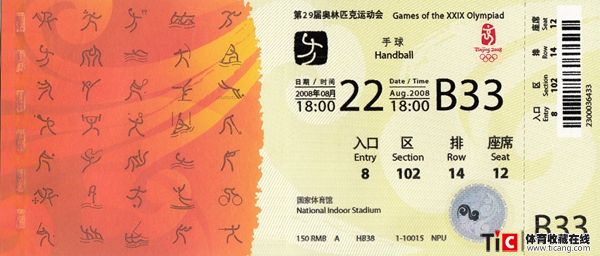 第29届奥林匹克运动会 Games of the XXIX Olympiad
手球
Handball
Beijing 2008
日期 / 时间
2008年08月
18:00
22
Date / Time
Aug.2008
18:00
B33
入口 区 排 座席
Entry Section Row Seat
8 102 14 12
国家体育馆
National Indoor Stadium
150 RMB A HB38 1-10015 NPU
座席 Seat 12
排 Row 14
区 Section 102
入口 Entry 8
2300036433
B33
TiC 体育收藏在线
www.ticang.com